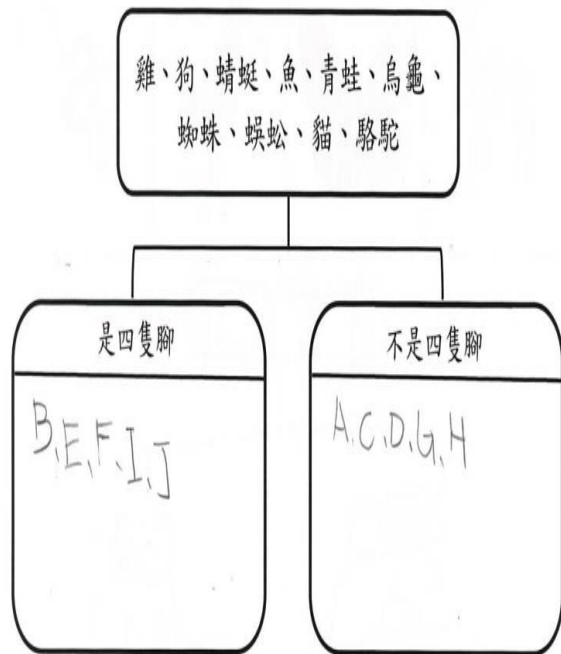 雞、狗、蜻蜓、魚、青蛙、烏龜、
蜘蛛、蜈蚣、貓、駱駝
是四隻腳
不是四隻腳
B、E、F、I、J
A、C、D、G、H